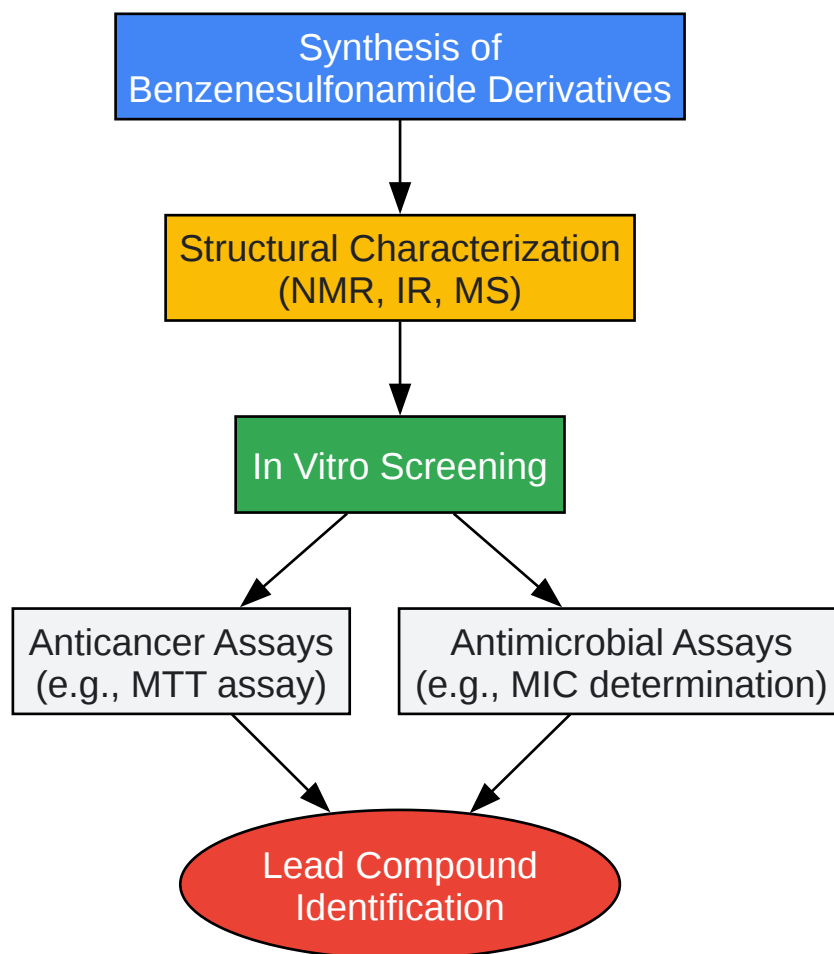 Synthesis of
Benzenesulfonamide Derivatives
Structural Characterization
(NMR, IR, MS)
In Vitro Screening
Anticancer Assays
(e.g., MTT assay)
Antimicrobial Assays
(e.g., MIC determination)
Lead Compound
Identification